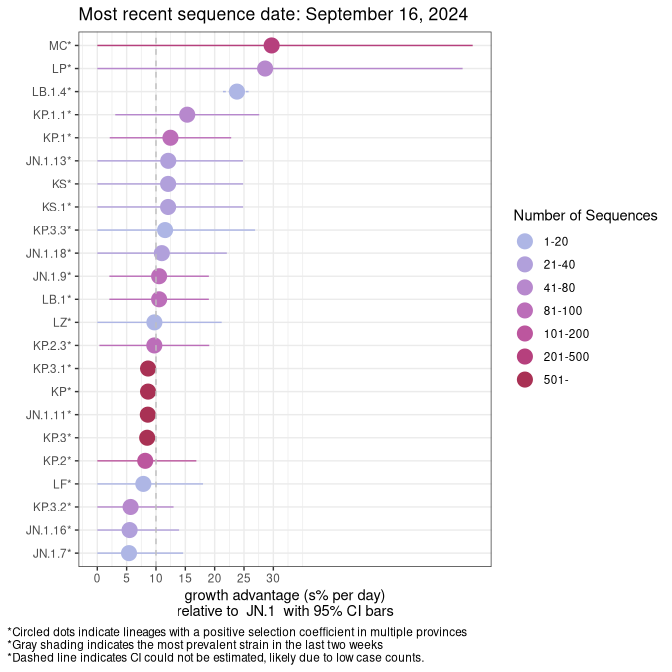 Most recent sequence date: September 16, 2024
MC*
LP*
LB.1.4*
KP.1.1*
KP.1*
JN.1.13*
KS*
KS.1*
KP.3.3*
JN.1.18*
JN.1.9*
LB.1*
LZ*
KP.2.3*
KP.3.1*
KP*
JN.1.11*
KP.3*
KP.2*
LF*
KP.3.2*
JN.1.16*
JN.1.7*
0 5 10 15 20 25 30
growth advantage (s% per day)
relative to JN.1 with 95% CI bars
Number of Sequences
1-20
21-40
41-80
81-100
101-200
201-500
501-
*Circled dots indicate lineages with a positive selection coefficient in multiple provinces
*Gray shading indicates the most prevalent strain in the last two weeks
*Dashed line indicates CI could not be estimated, likely due to low case counts.